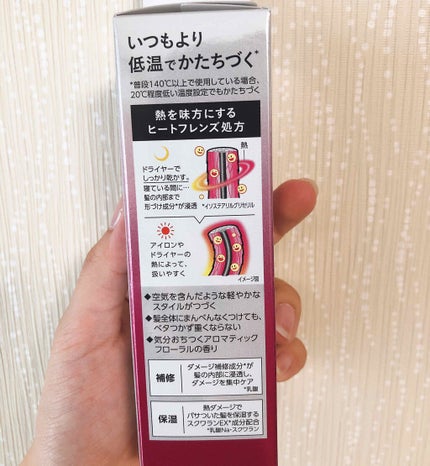 いつもより
低温でかたちづく*
*普段140℃以上で使用している場合、
20℃程度低い温度設定でもかたちづく
熱を味方にする
ヒートフレンズ処方
ドライヤーで
しっかり乾かす。
寝ている間に…
髪の内部まで
形づけ成分*が浸透
熱
*イソステアリルグリセリル
アイロンや
ドライヤーの
熱によって、
扱いやすく
イメージ図
◆空気を含んだような軽やかな
スタイルがつづく
◆髪全体にまんべんなくつけても、
ベタつかず重くならない
◆気分おちつくアロマティック
フローラルの香り
補修
ダメージ補修成分*が
髪の内部に浸透し、
ダメージを集中ケア
*乳酸
保湿
熱ダメージで
パサついた髪を保湿する
スクワランEX*成分配合
*乳酸Na・スクワラン